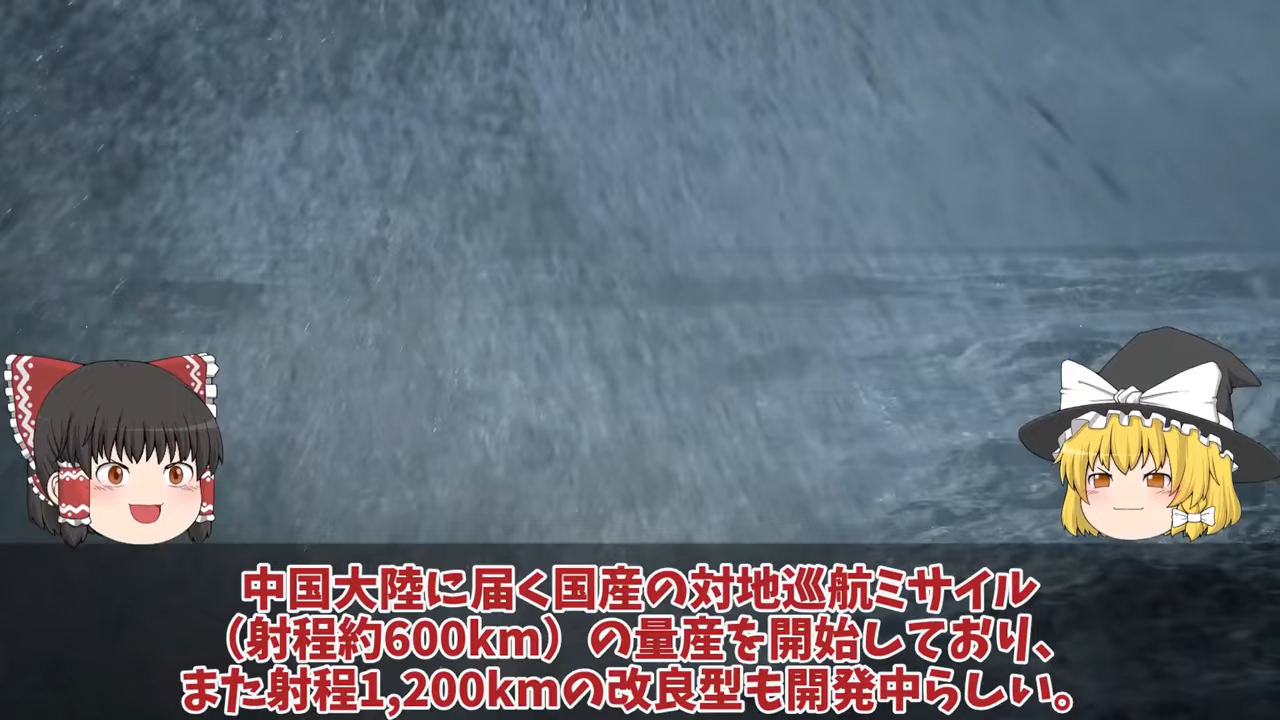 中国大陸に届く国産の対地巡航ミサイル
（射程約600km）の量産を開始しており、
また射程1,200kmの改良型も開発中らしい。